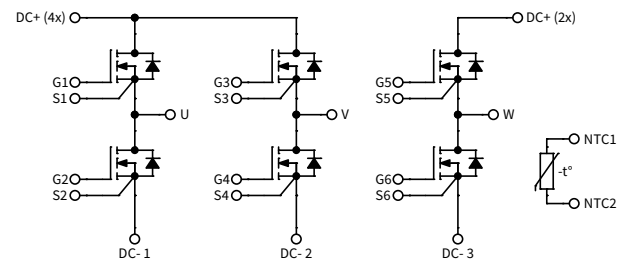 DC+ (4x)
DC+ (2x)
G1
S1
G3
S3
G5
S5
U
V
W
G2
S2
G4
S4
G6
S6
NTC1
-t°
NTC2
DC- 1
DC- 2
DC- 3